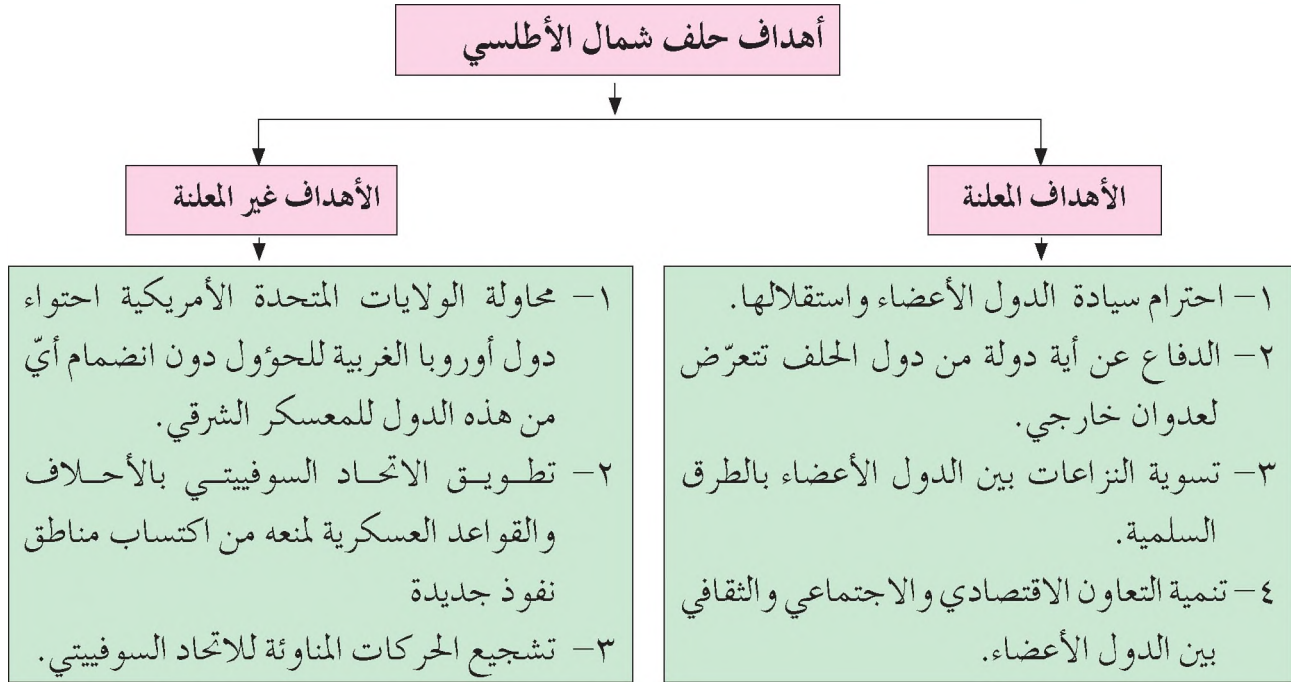 أهداف حلف شمال الأطلسي
الأهداف المعلنة
١- احترام سيادة الدول الأعضاء واستقلالها.
٢- الدفاع عن أية دولة من دول الحلف تتعرّض
لعدوان خارجي.
٣- تسوية النزاعات بين الدول الأعضاء بالطرق
السلمية.
٤- تنمية التعاون الاقتصادي والاجتماعي والثقافي
بين الدول الأعضاء.
الأهداف غير المعلنة
١- محاولة الولايات المتحدة الأمريكية احتواء
دول أوروبا الغربية للحؤول دون انضمام أيّ
من هذه الدول للمعسكر الشرقي.
٢- تطويق الاتحاد السوفييتي بالأحلاف
والقواعد العسكرية لمنعه من اكتساب مناطق
نفوذ جديدة
٣- تشجيع الحركات المناوئة للاتحاد السوفييتي.